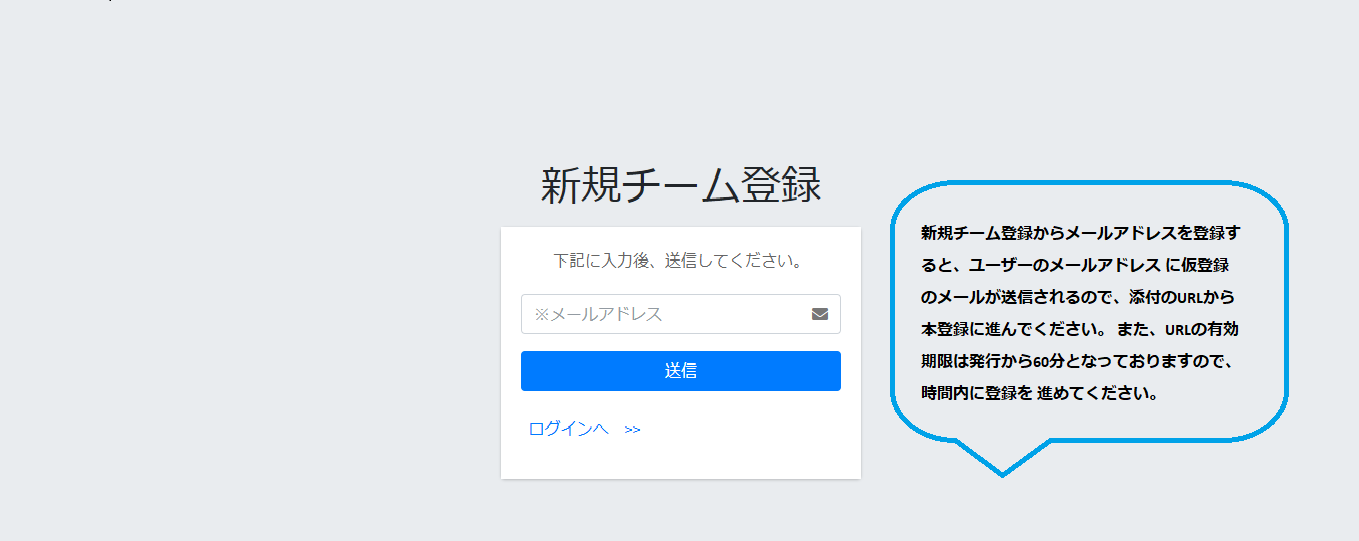 新規チーム登録
下記に入力後、送信してください。
※メールアドレス
送信
ログインへ >>
新規チーム登録からメールアドレスを登録す
ると、ユーザーのメールアドレス に仮登録
のメールが送信されるので、添付のURLから
本登録に進んでください。 また、URLの有効
期限は発行から60分となっておりますので、
時間内に登録を 進めてください。